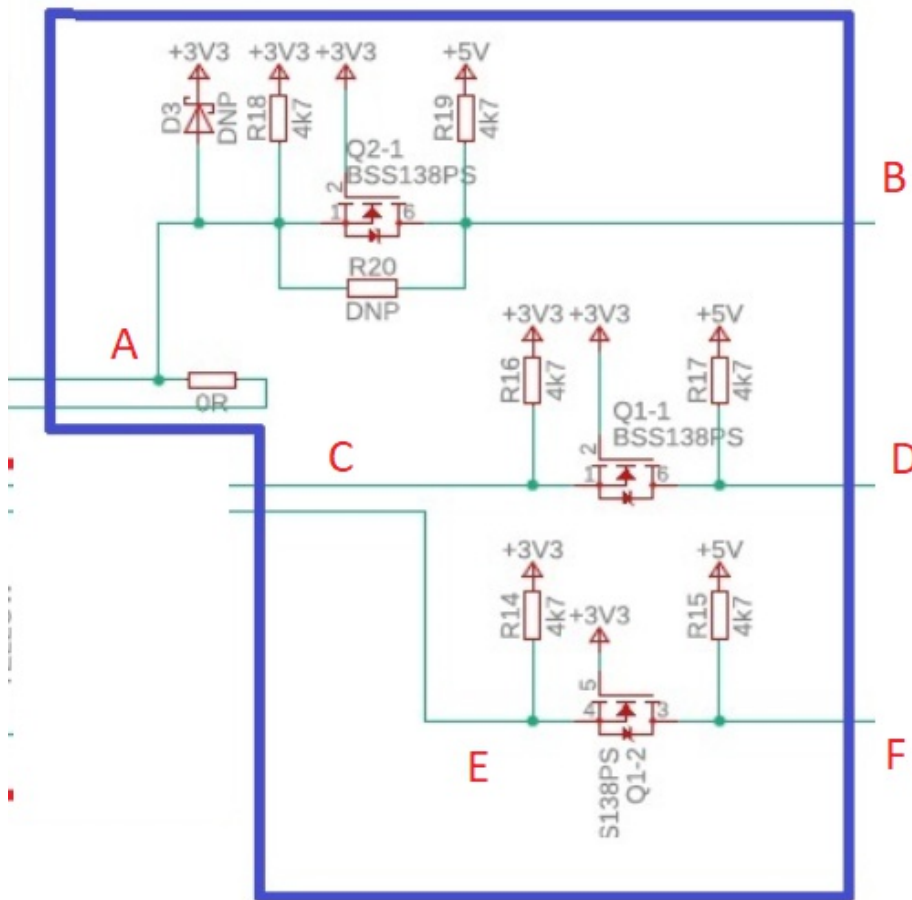 +3V3 +3V3 +3V3 +5V
D3 DNP R18 4k7 R19 4k7
Q2-1
BSS138PS
2
1 6
B
R20
DNP
A
0R
+3V3 +3V3 +5V
R16 4k7 R17 4k7
Q1-1
BSS138PS
2
1 6
C
D
+3V3 +5V
R14 4k7 +3V3 R15 4k7
5
4 3
E
F
S138PS
Q1-2